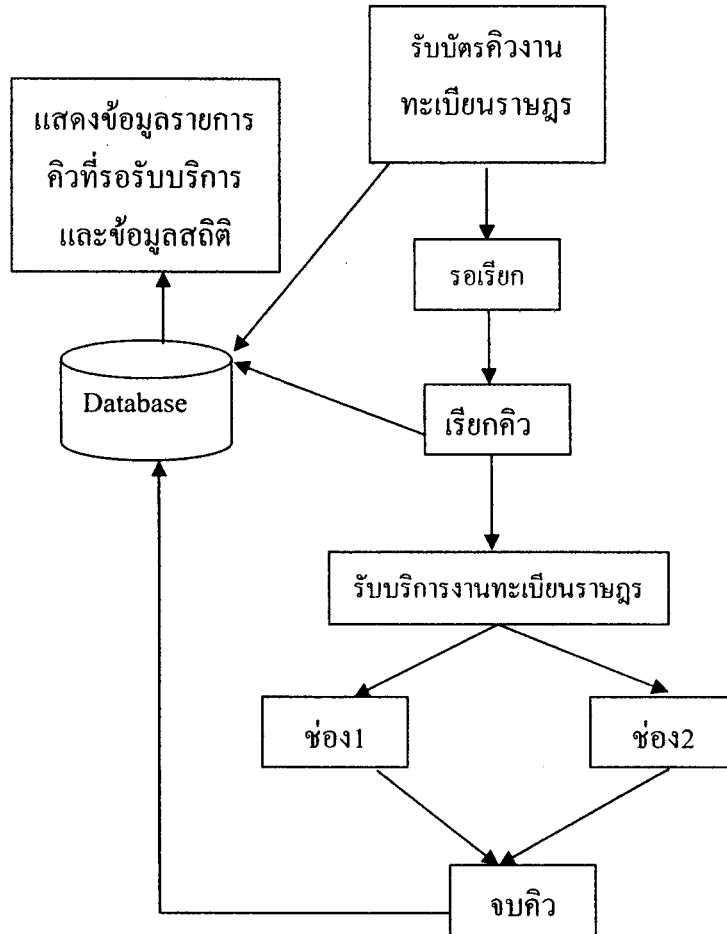 รับบัตรคิวงาน
ทะเบียนราษฎร
แสดงข้อมูลรายการ
คิวที่รอรับบริการ
และข้อมูลสถิติ
รอเรียก
Database
เรียกคิว
รับบริการงานทะเบียนราษฎร
ช่อง1
ช่อง2
จบคิว